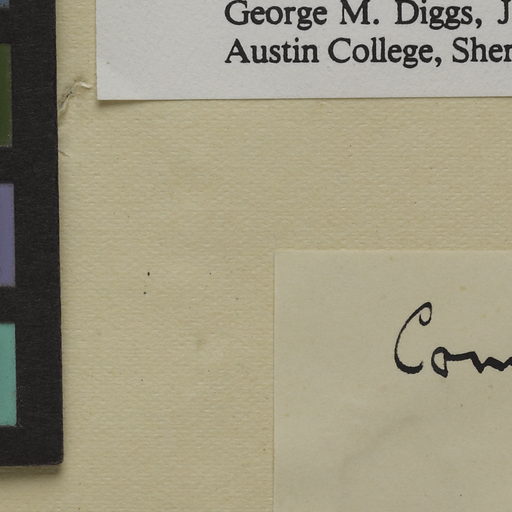 George M. Diggs, J
Austin College, Sher
Com